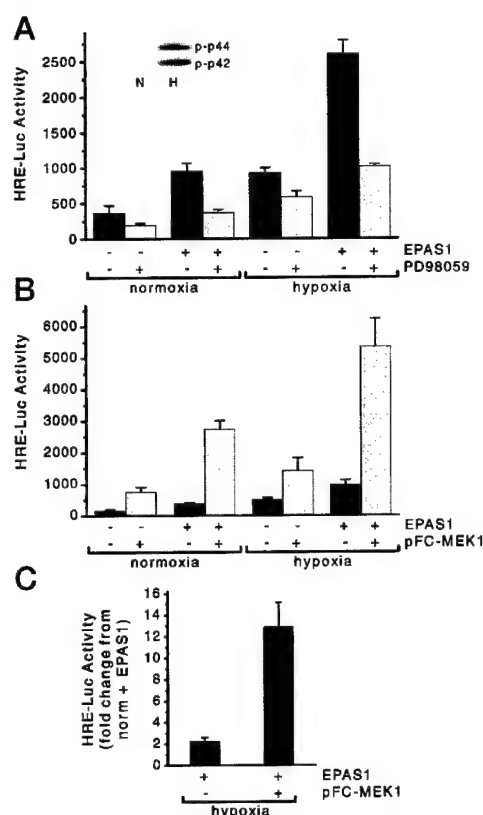 A
p-p44
p-p42
N H
HRE-Luc Activity
2500
2000
1500
1000
500
0
- - + + - - + + EPAS1
- + - + - + - + PD98059
normoxia hypoxia
B
HRE-Luc Activity
6000
5000
4000
3000
2000
1000
0
- - + + - - + + EPAS1
- + - + - + - + pFC-MEK1
normoxia hypoxia
C
HRE-Luc Activity
(fold change from
norm + EPAS1)
16
14
12
10
8
6
4
2
0
+ + EPAS1
- + pFC-MEK1
hypoxia